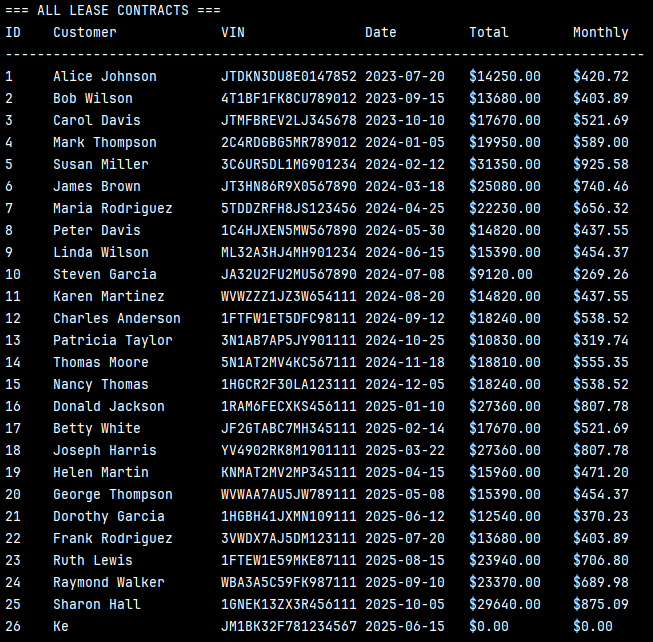 === ALL LEASE CONTRACTS ===
ID Customer VIN Date Total Monthly
--------------------------------------------------------------------------------
1 Alice Johnson JTDKN3DU8E0147852 2023-07-20 $14250.00 $420.72
2 Bob Wilson 4T1BF1FK8CU789012 2023-09-15 $13680.00 $403.89
3 Carol Davis JTMFBREV2LJ345678 2023-10-10 $17670.00 $521.69
4 Mark Thompson 2C4RDGBG5MR789012 2024-01-05 $19950.00 $589.00
5 Susan Miller 3C6UR5DL1MG901234 2024-02-12 $31350.00 $925.58
6 James Brown JT3HN86R9X0567890 2024-03-18 $25080.00 $740.46
7 Maria Rodriguez 5TDDZRFH8JS123456 2024-04-25 $22230.00 $656.32
8 Peter Davis 1C4HJXEN5MW567890 2024-05-30 $14820.00 $437.55
9 Linda Wilson ML32A3HJ4MH901234 2024-06-15 $15390.00 $454.37
10 Steven Garcia JA32U2FU2MU567890 2024-07-08 $9120.00 $269.26
11 Karen Martinez WVWZZZ1JZ3W654111 2024-08-20 $14820.00 $437.55
12 Charles Anderson 1FTFW1ET5DFC98111 2024-09-12 $18240.00 $538.52
13 Patricia Taylor 3N1AB7AP5JY901111 2024-10-25 $10830.00 $319.74
14 Thomas Moore 5N1AT2MV4KC567111 2024-11-18 $18810.00 $555.35
15 Nancy Thomas 1HGCR2F30LA123111 2024-12-05 $18240.00 $538.52
16 Donald Jackson 1RAM6FECXKS456111 2025-01-10 $27360.00 $807.78
17 Betty White JF2GTABC7MH345111 2025-02-14 $17670.00 $521.69
18 Joseph Harris YV4902RK8M1901111 2025-03-22 $27360.00 $807.78
19 Helen Martin KNMAT2MV2MP345111 2025-04-15 $15960.00 $471.20
20 George Thompson WVWAA7AU5JW789111 2025-05-08 $15390.00 $454.37
21 Dorothy Garcia 1HGBH41JXMN109111 2025-06-12 $12540.00 $370.23
22 Frank Rodriguez 3VWDX7AJ5DM123111 2025-07-20 $13680.00 $403.89
23 Ruth Lewis 1FTEW1E59MKE87111 2025-08-15 $23940.00 $706.80
24 Raymond Walker WBA3A5C59FK987111 2025-09-10 $23370.00 $689.98
25 Sharon Hall 1GNEK13ZX3R456111 2025-10-05 $29640.00 $875.09
26 Ke JM1BK32F781234567 2025-06-15 $0.00 $0.00